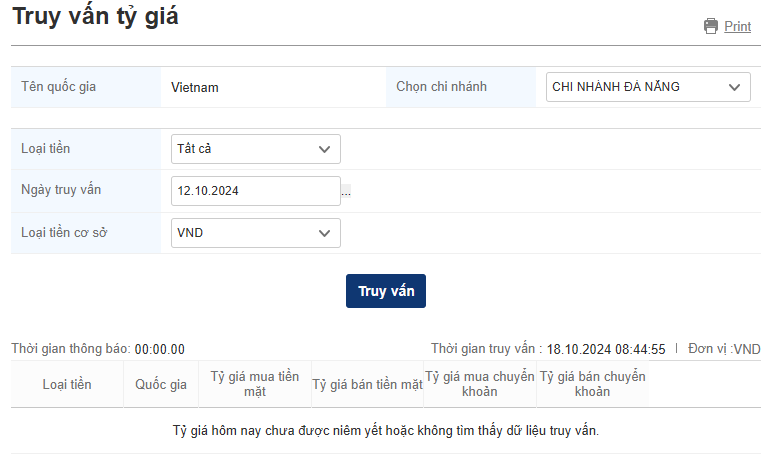 Truy vấn tỷ giá
Print
Tên quốc gia Vietnam Chọn chi nhánh CHI NHÁNH ĐÀ NẴNG
Loại tiền Tất cả
Ngày truy vấn 12.10.2024 ...
Loại tiền cơ sở VND
Truy vấn
Thời gian thông báo: 00:00.00 Thời gian truy vấn : 18.10.2024 08:44:55 | Đơn vị :VND
Loại tiền Quốc gia Tỷ giá mua tiền mặt Tỷ giá bán tiền mặt Tỷ giá mua chuyển khoản Tỷ giá bán chuyển khoản
Tỷ giá hôm nay chưa được niêm yết hoặc không tìm thấy dữ liệu truy vấn.